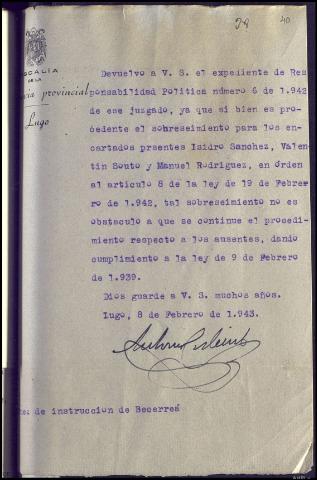 40
FISCALIA
DE LA
cia provincial
Lugo
Devuelvo a V. S. el expediente de Res
ponsabilidad Politica número 6 de 1.942
de ese juzgado, ya que si bien es pro-
cedente el sobreseimiento para los en-
cartados presentes Isidro Sanchez, Valen
tin Souto y Manuel Rodriguez, en órden
al articulo 8 de la ley de 19 de Febre
ro de 1.942, tal sobreseimiento no es
obstaculo a que se continue el procedi-
miento respecto a los ausentes, dando
cumplimiento a la ley de 9 de Febrero
de 1.939.
Dios guarde a V. S. muchos años.
Lugo, 8 de Febrero de 1.943.
de instruccion de Becerreá